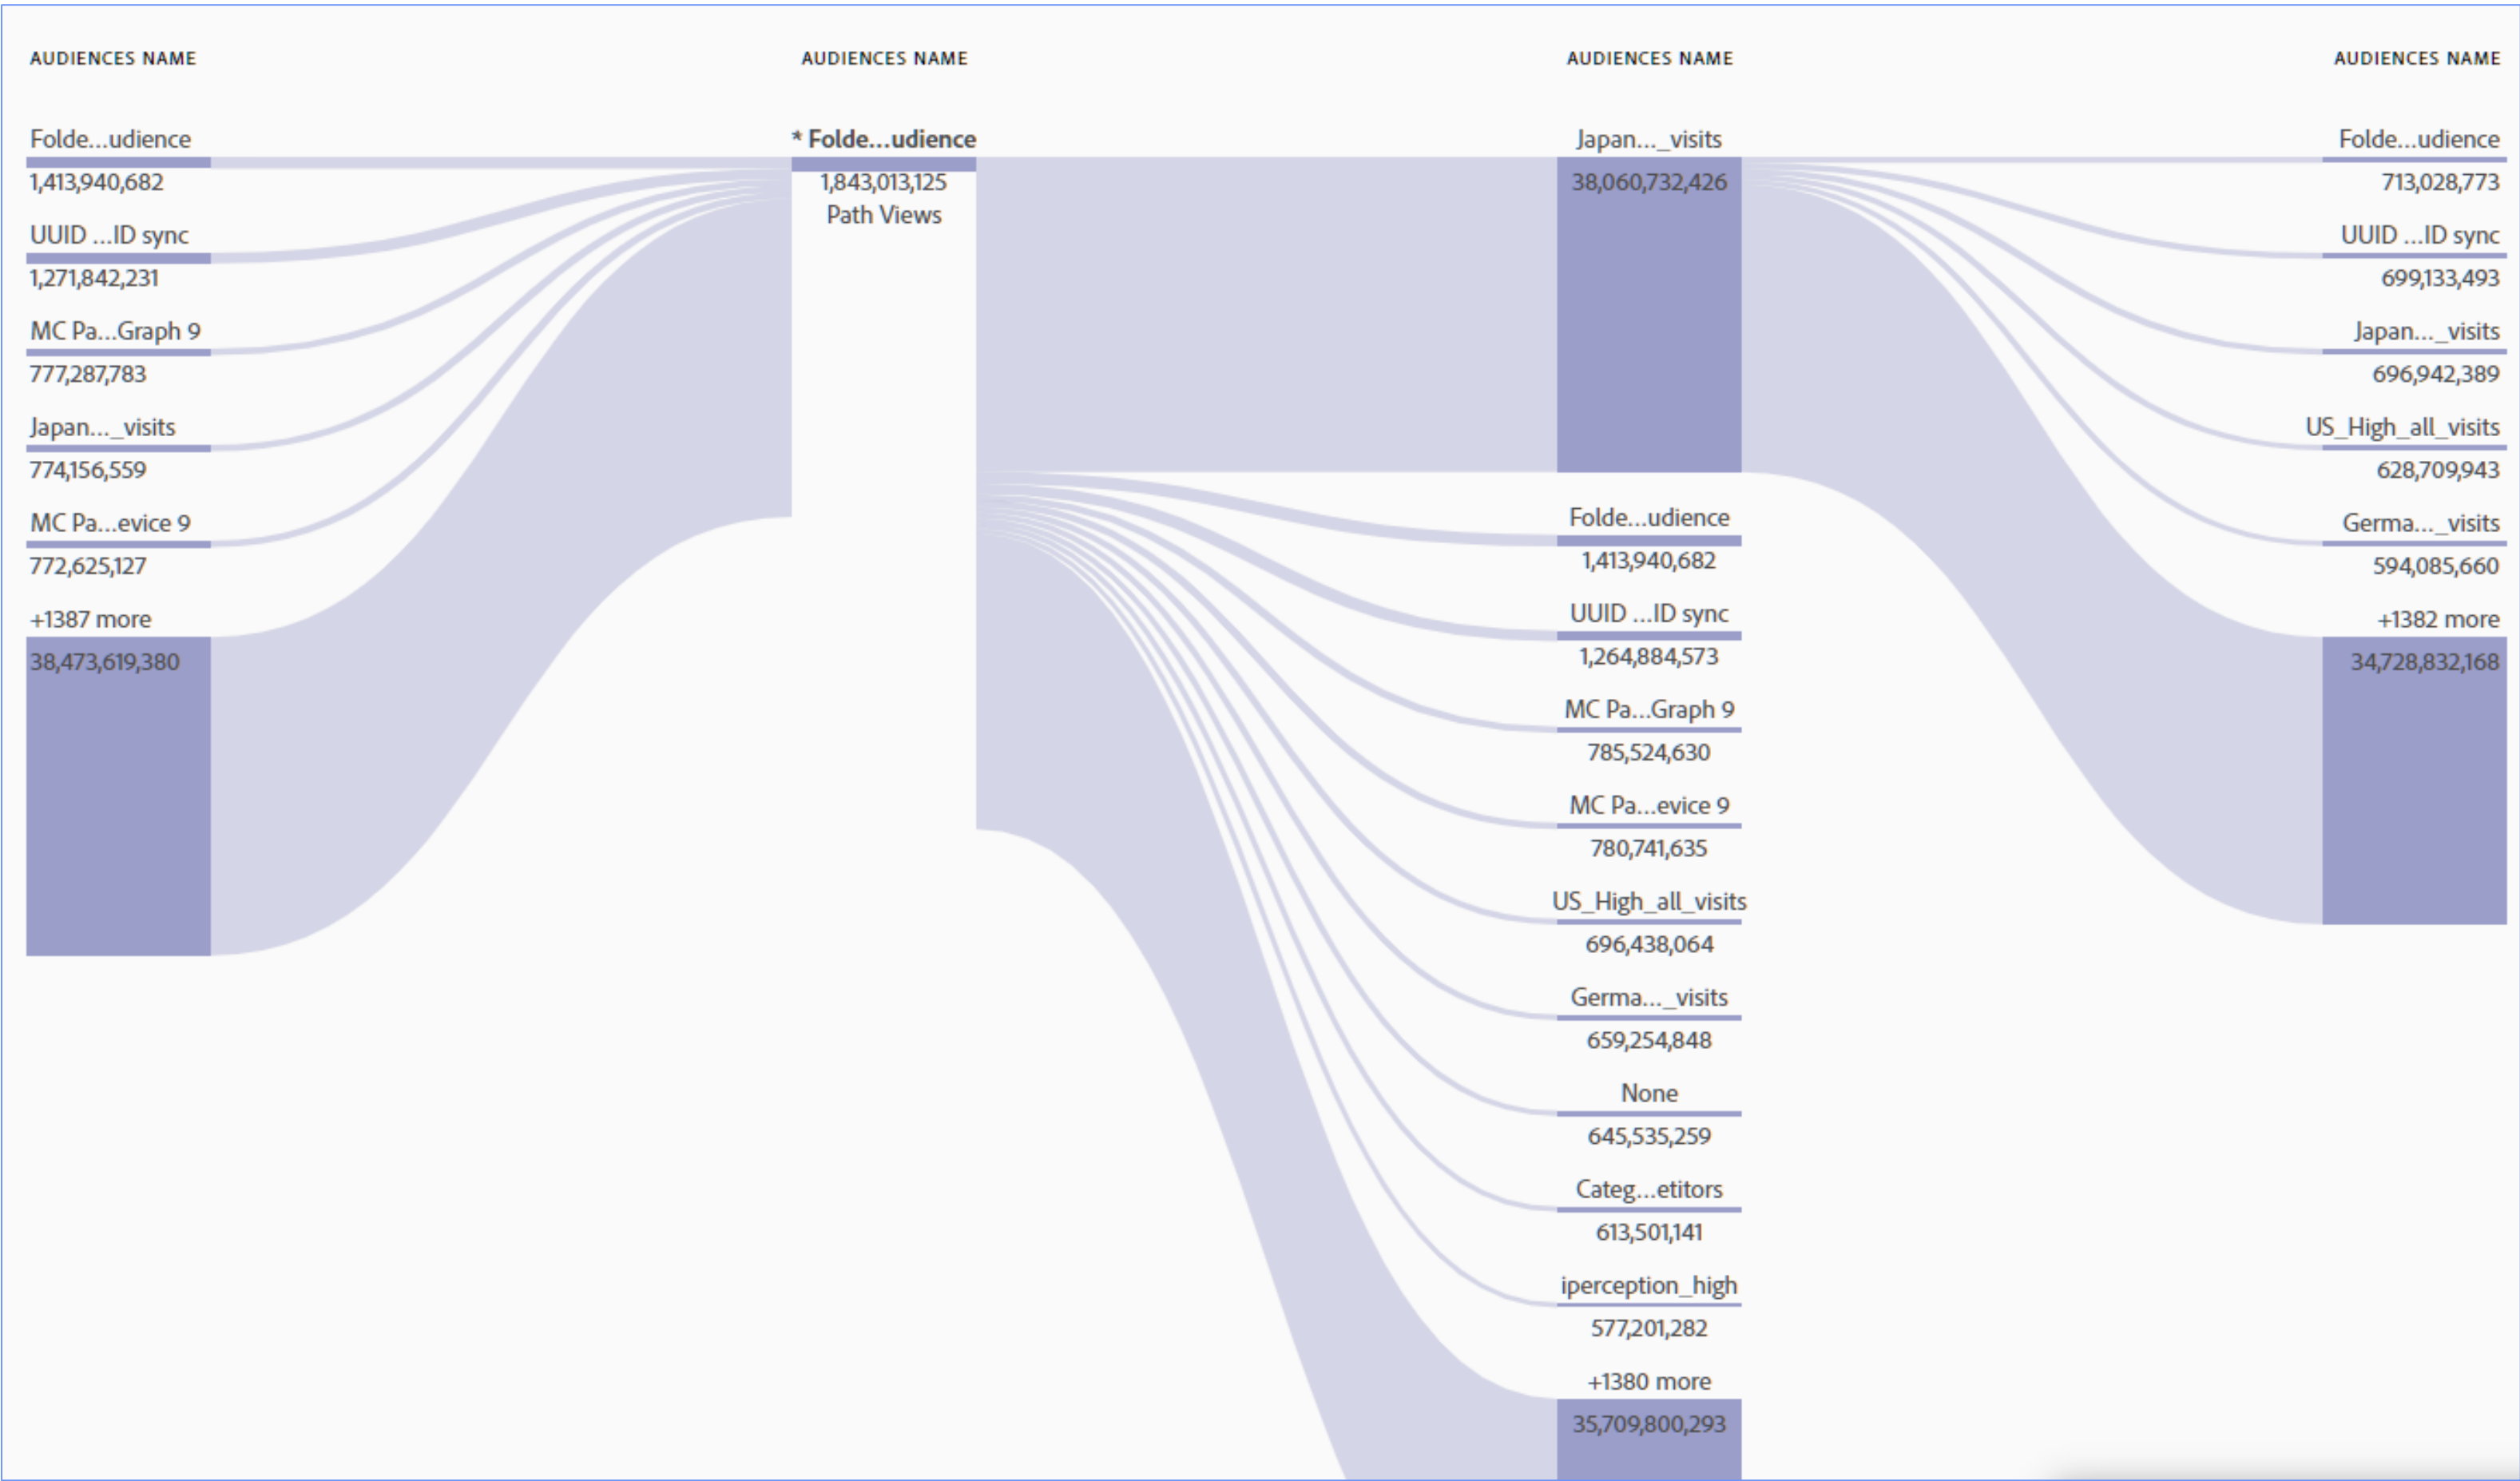 AUDIENCES NAME
Folde...udience
1,413,940,682
UUID ...ID sync
1,271,842,231
MC Pa...Graph 9
777,287,783
Japan..._visits
774,156,559
MC Pa...evice 9
772,625,127
+1387 more
38,473,619,380
AUDIENCES NAME
* Folde...udience
1,843,013,125
Path Views
AUDIENCES NAME
Japan..._visits
38,060,732,426
Folde...udience
1,413,940,682
UUID ...ID sync
1,264,884,573
MC Pa...Graph 9
785,524,630
MC Pa...evice 9
780,741,635
US_High_all_visits
696,438,064
Germa..._visits
659,254,848
None
645,535,259
Categ...etitors
613,501,141
iperception_high
577,201,282
+1380 more
35,709,800,293
AUDIENCES NAME
Folde...udience
713,028,773
UUID ...ID sync
699,133,493
Japan..._visits
696,942,389
US_High_all_visits
628,709,943
Germa..._visits
594,085,660
+1382 more
34,728,832,168